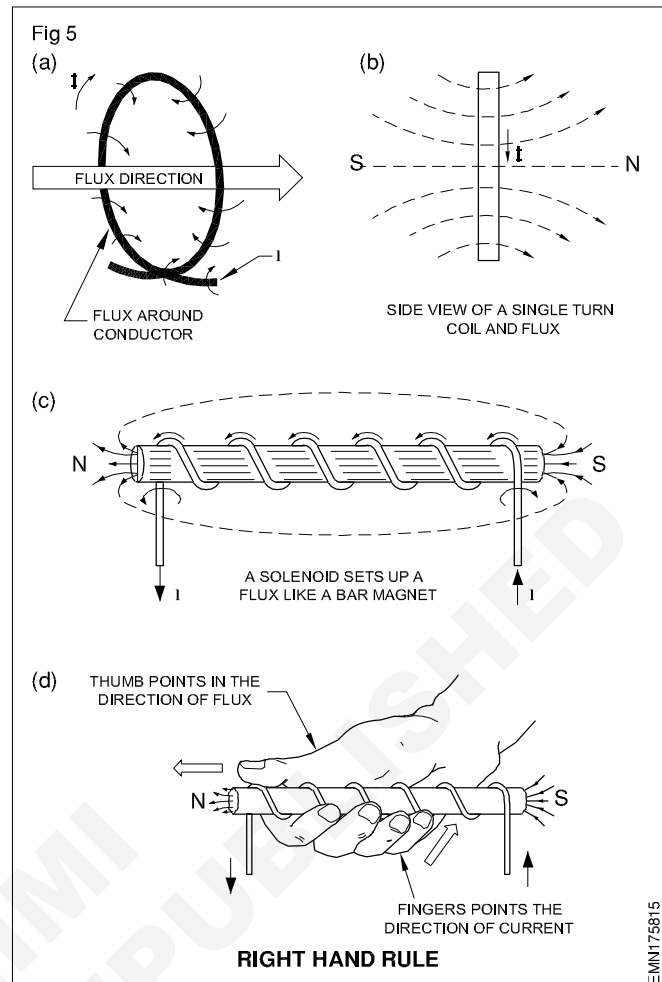 Fig 5
(a)
I
FLUX DIRECTION
I
FLUX AROUND
CONDUCTOR
(b)
I
S
N
SIDE VIEW OF A SINGLE TURN
COIL AND FLUX
(c)
N
S
I
A SOLENOID SETS UP A
FLUX LIKE A BAR MAGNET
I
(d)
THUMB POINTS IN THE
DIRECTION OF FLUX
N
S
FINGERS POINTS THE
DIRECTION OF CURRENT
RIGHT HAND RULE
EMN175815